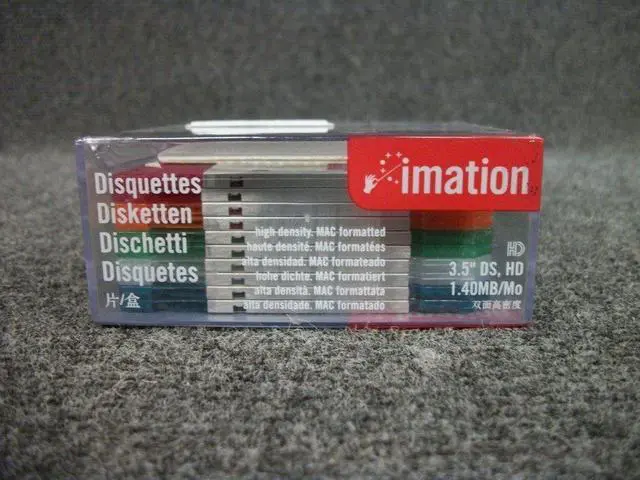 imation
Disquettes
Disketten
Dischetti
Disquetes
片/盒
high density. MAC formatted
haute densité. MAC formatées
alta densidad. MAC formateado
hohe dichte. MAC formatiert
alta densità. MAC formattata
alta densidade. MAC formatado
HD
3.5" DS, HD
1.40MB/Mo
双面高密度